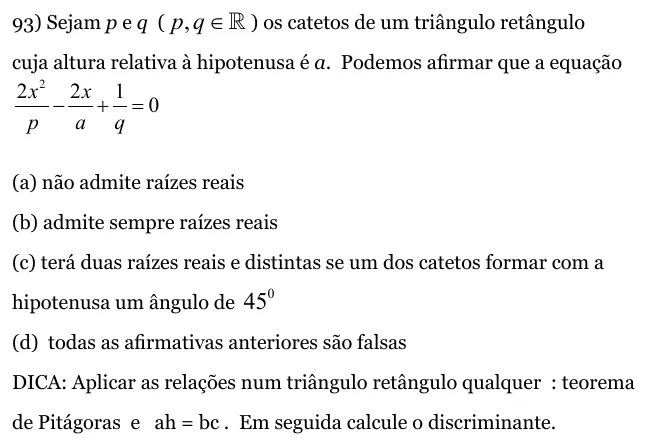 93) Sejam p e q ( p, q ∈ ℝ ) os catetos de um triângulo retângulo
cuja altura relativa à hipotenusa é a. Podemos afirmar que a equação
2x²/p − 2x/a + 1/q = 0
(a) não admite raízes reais
(b) admite sempre raízes reais
(c) terá duas raízes reais e distintas se um dos catetos formar com a
hipotenusa um ângulo de 45⁰
(d) todas as afirmativas anteriores são falsas
DICA: Aplicar as relações num triângulo retângulo qualquer : teorema
de Pitágoras e ah = bc . Em seguida calcule o discriminante.